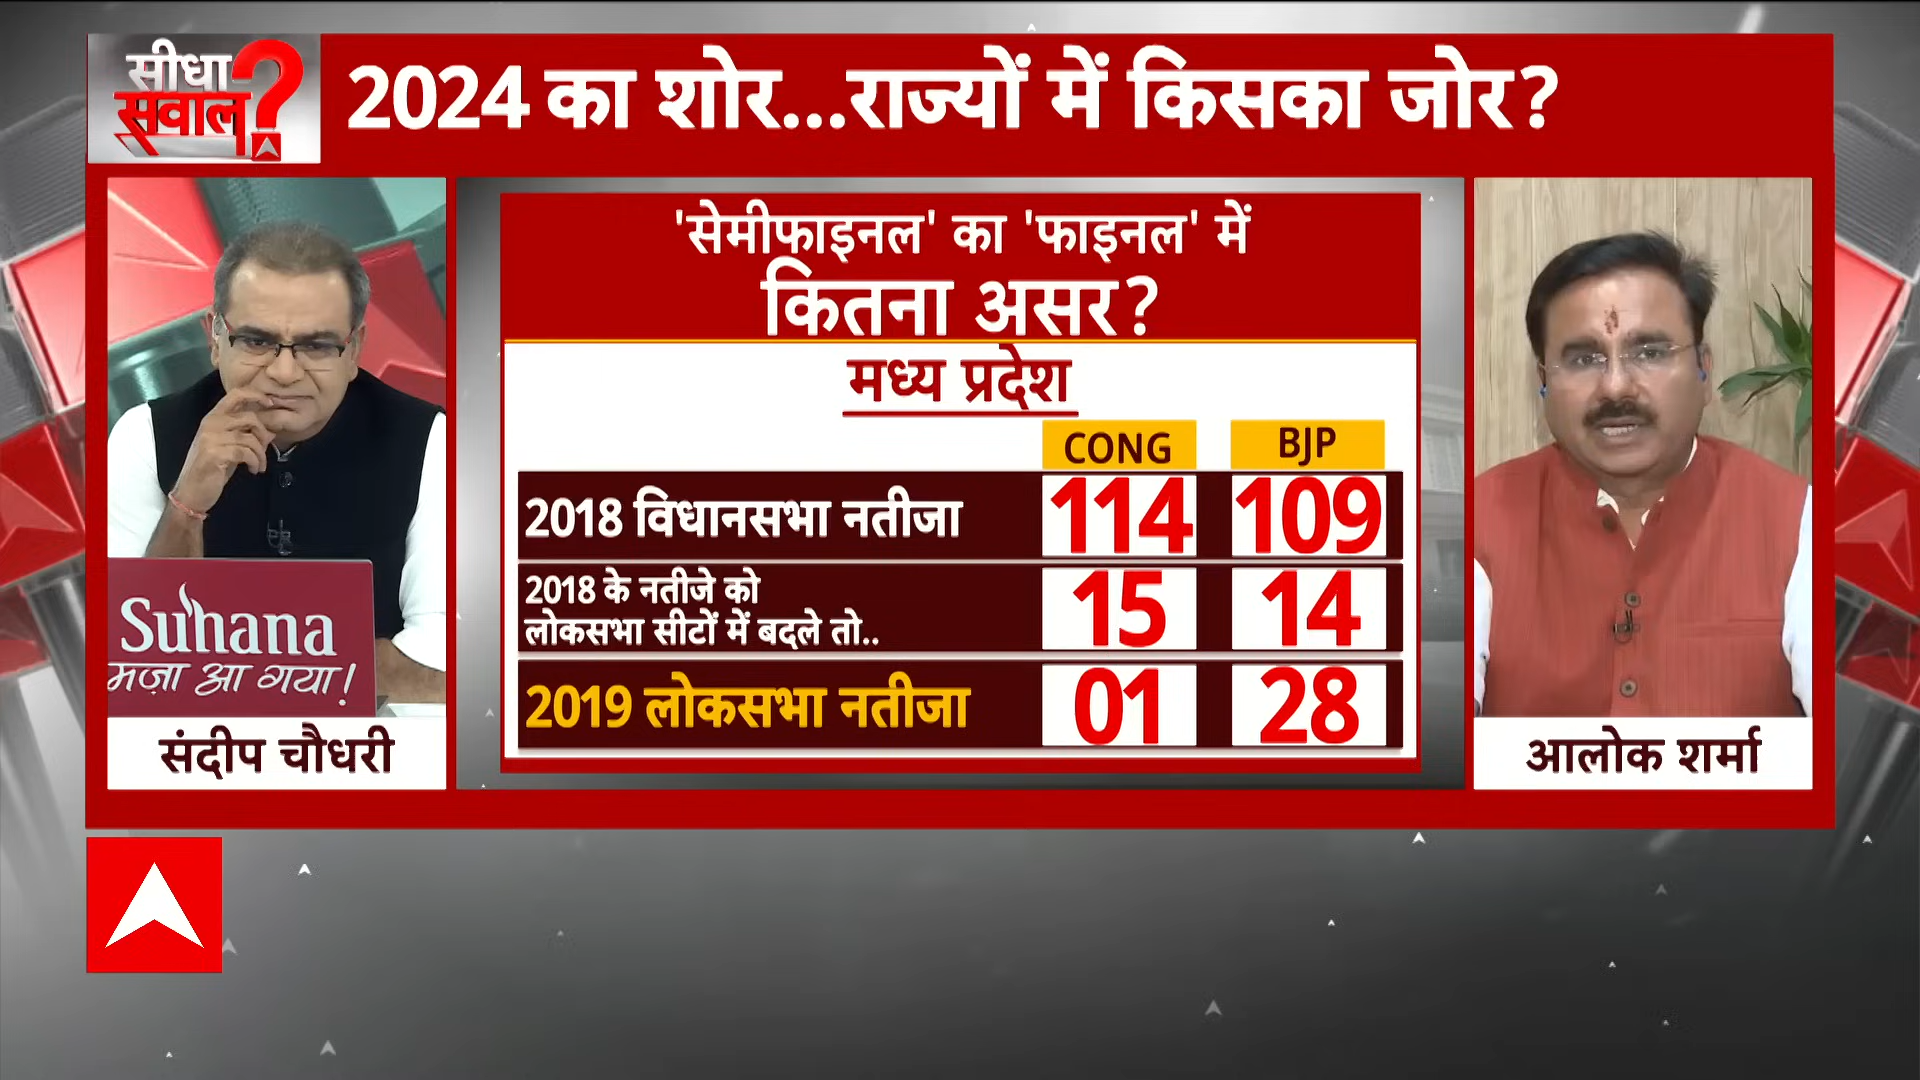 सीधा
सवाल?
2024 का शोर...राज्यों में किसका जोर?
'सेमीफाइनल' का 'फाइनल' में
कितना असर?
मध्य प्रदेश
CONG BJP
2018 विधानसभा नतीजा 114 109
2018 के नतीजे को
लोकसभा सीटों में बदले तो.. 15 14
2019 लोकसभा नतीजा 01 28
Suhana
मज़ा आ गया!
संदीप चौधरी
आलोक शर्मा